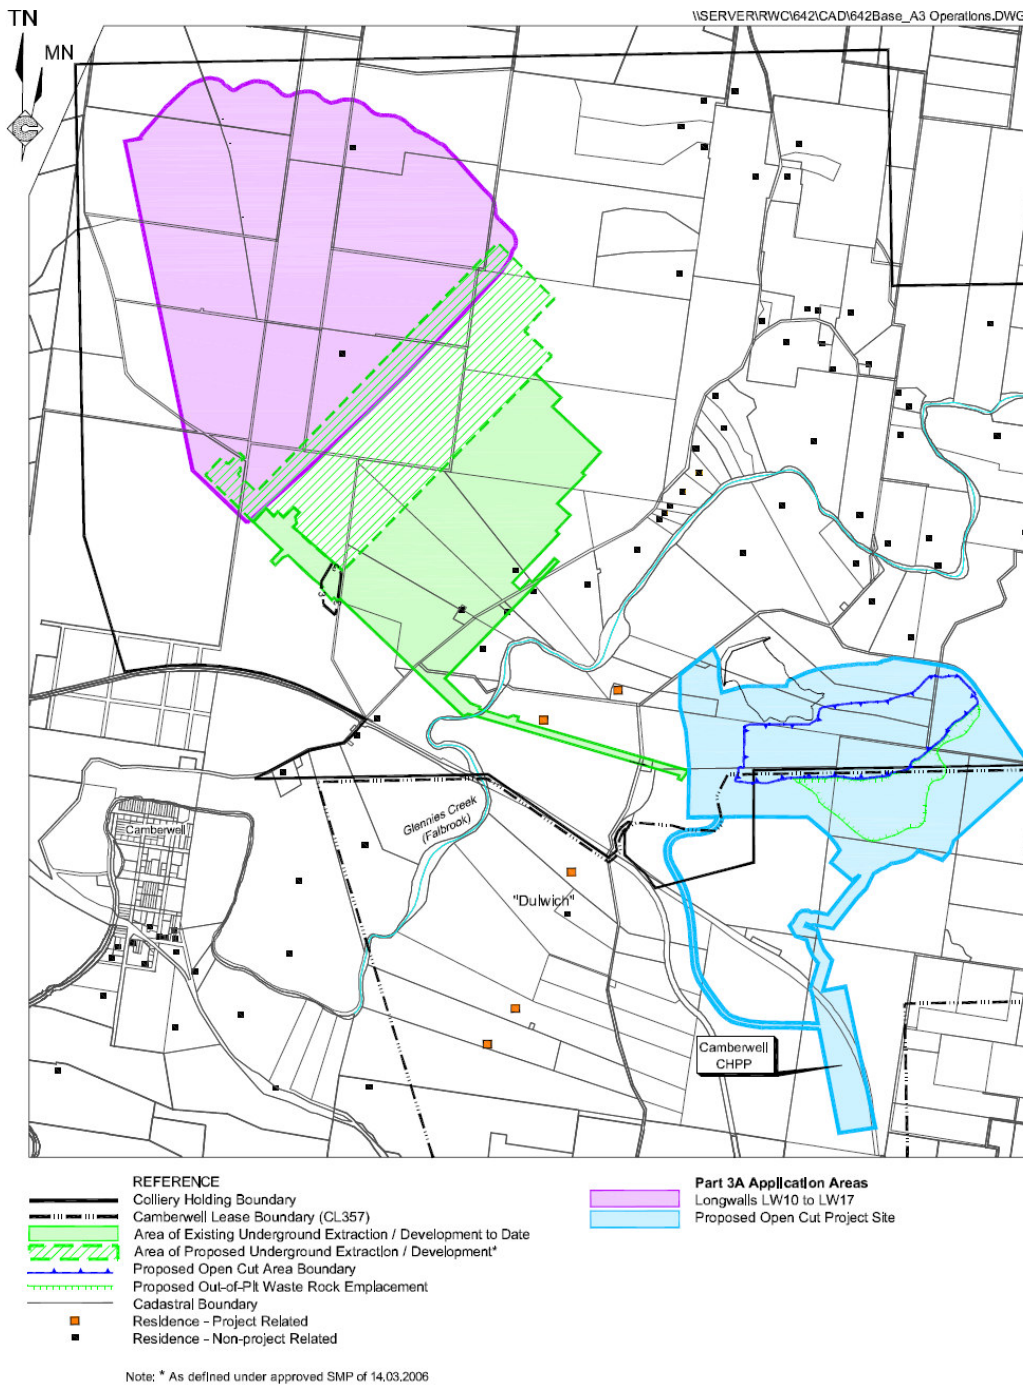 \\SERVER\RWC\642\CAD\642Base_A3 Operations.DWG
TN
MN
Camberwell
Glennies Creek
(Falbrook)
"Dulwich"
Camberwell
CHPP
REFERENCE
Colliery Holding Boundary
Camberwell Lease Boundary (CL357)
Area of Existing Underground Extraction / Development to Date
Area of Proposed Underground Extraction / Development*
Proposed Open Cut Area Boundary
Proposed Out-of-Pit Waste Rock Emplacement
Cadastral Boundary
Residence - Project Related
Residence - Non-project Related
Part 3A Application Areas
Longwalls LW10 to LW17
Proposed Open Cut Project Site
Note: * As defined under approved SMP of 14.03.2006